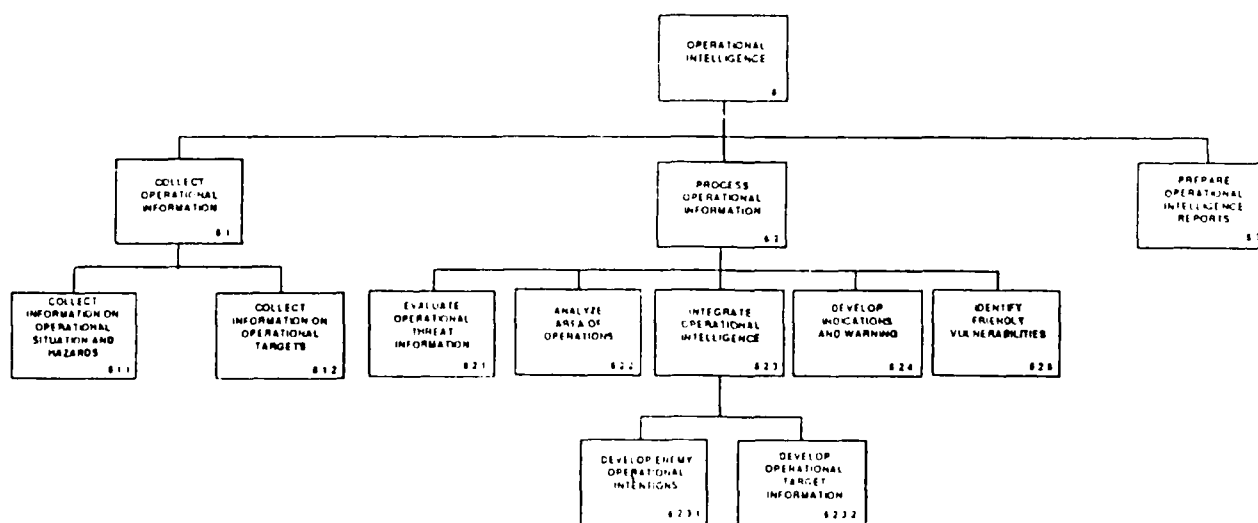 OPERATIONAL
INTELLIGENCE
6
COLLECT
OPERATIONAL
INFORMATION
6.1
PROCESS
OPERATIONAL
INFORMATION
6.2
PREPARE
OPERATIONAL
INTELLIGENCE
REPORTS
COLLECT
INFORMATION ON
OPERATIONAL
SITUATION AND
HAZARDS
6.1.1
COLLECT
INFORMATION ON
OPERATIONAL
TARGETS
6.1.2
EVALUATE
OPERATIONAL
THREAT
INFORMATION
6.2.1
ANALYZE
AREA OF
OPERATIONS
6.2.2
INTEGRATE
OPERATIONAL
INTELLIGENCE
6.2.3
DEVELOP
INDICATIONS
AND WARNING
6.2.4
IDENTIFY
FRIENDLY
VULNERABILITIES
6.2.5
DEVELOP ENEMY
OPERATIONAL
INTENTIONS
6.2.3.1
DEVELOP
OPERATIONAL
TARGET
INFORMATION
6.2.3.2